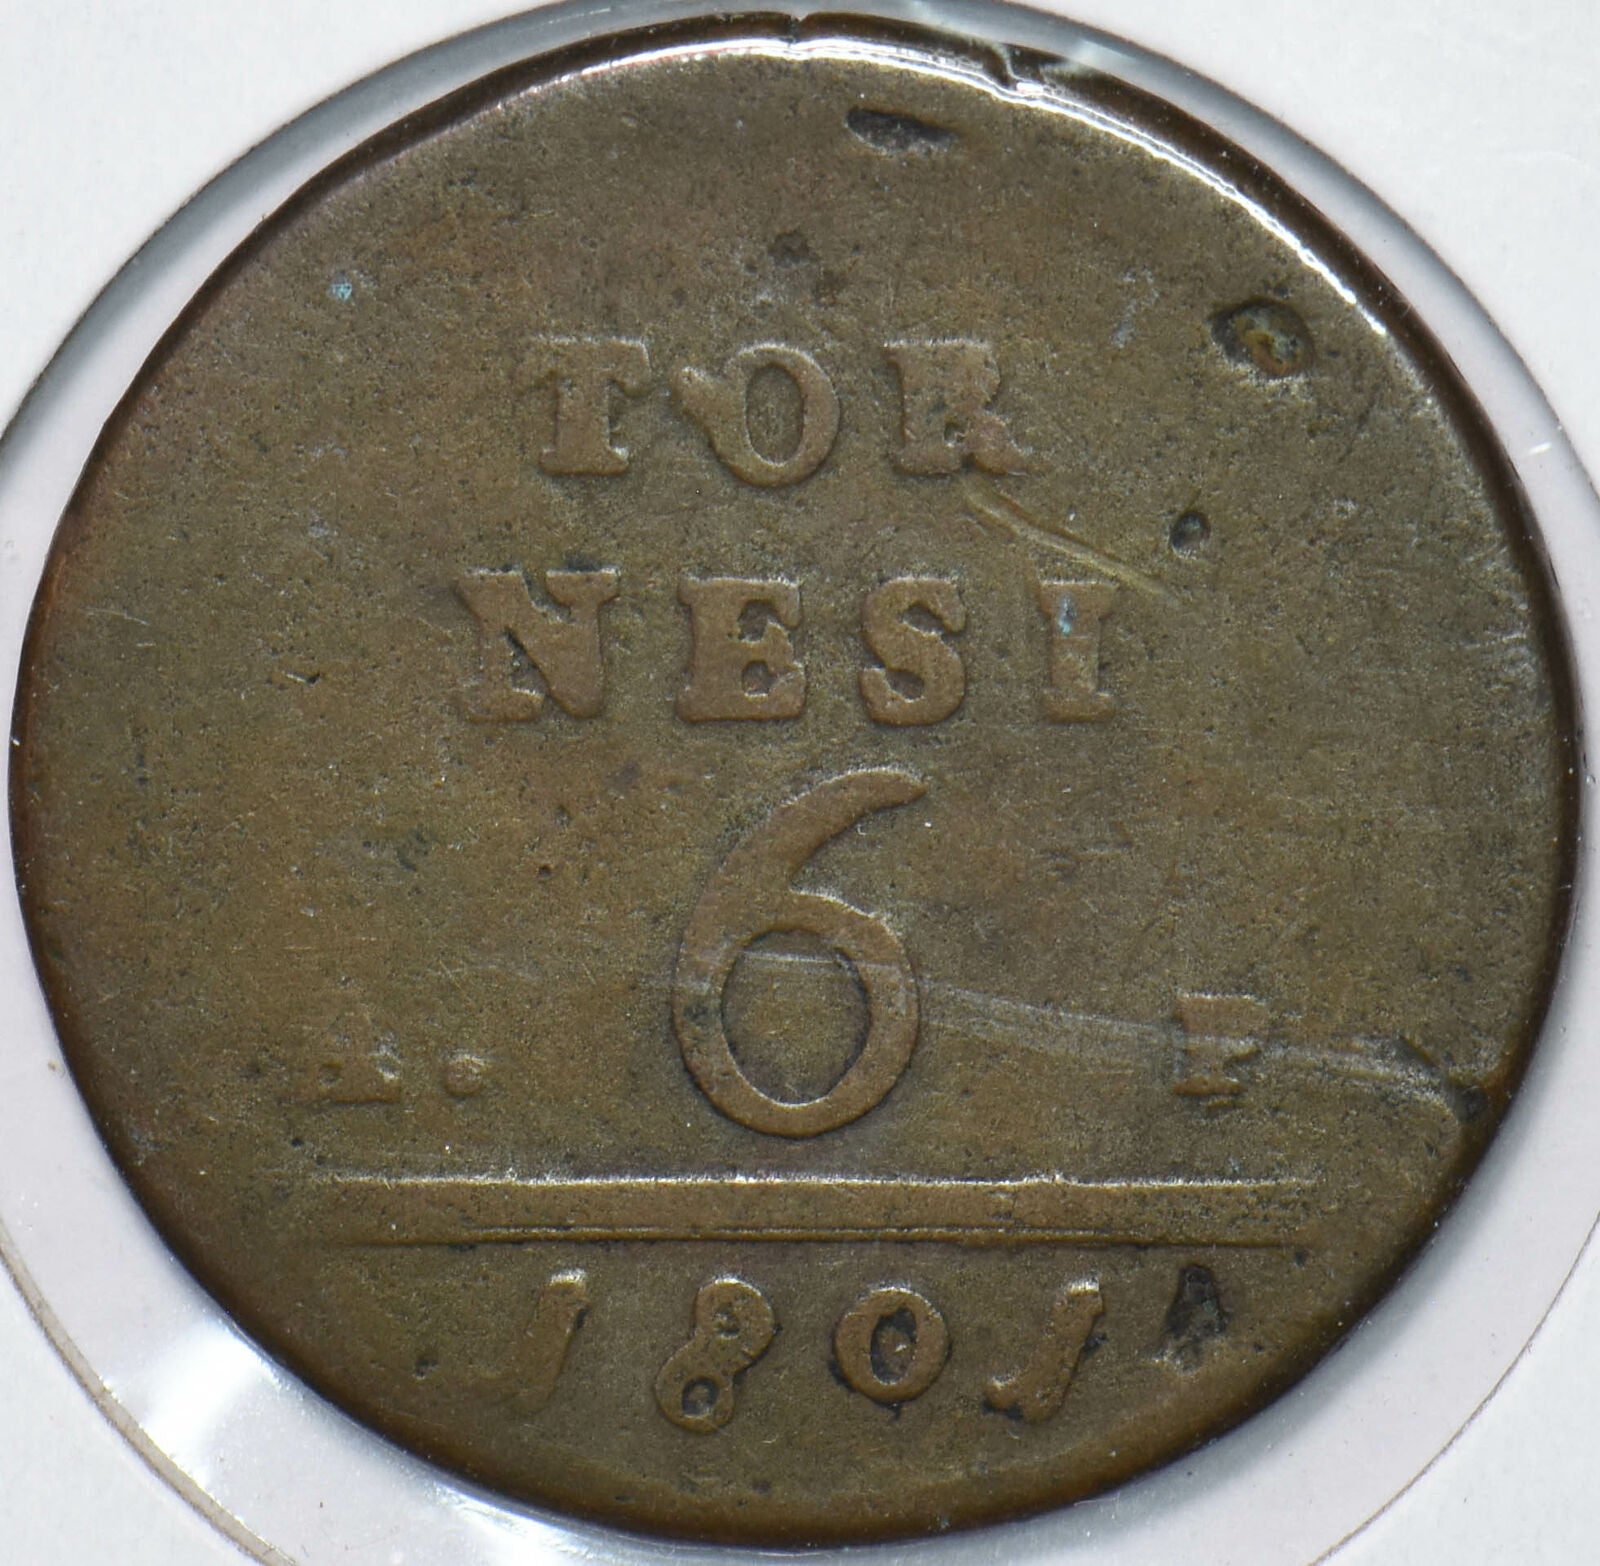 TOR
NESI
6
A. P
1801